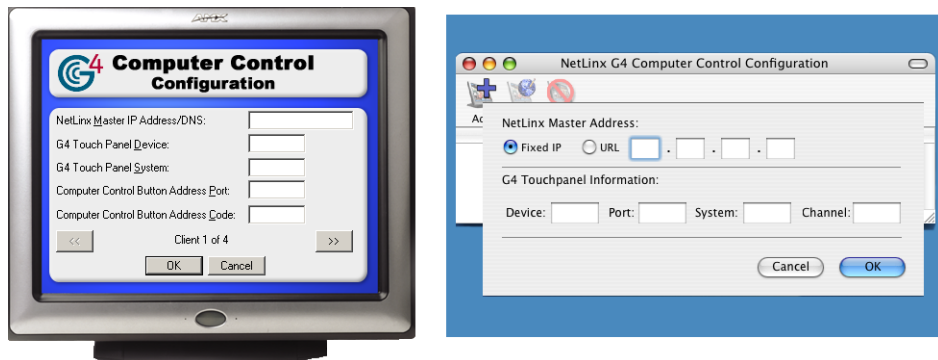 AMX
G4 Computer Control
Configuration
NetLinx Master IP Address/DNS:
G4 Touch Panel Device:
G4 Touch Panel System:
Computer Control Button Address Port:
Computer Control Button Address Code:
<< Client 1 of 4 >>
OK Cancel
NetLinx G4 Computer Control Configuration
Ad
NetLinx Master Address:
Fixed IP URL . . .
G4 Touchpanel Information:
Device: Port: System: Channel:
Cancel OK